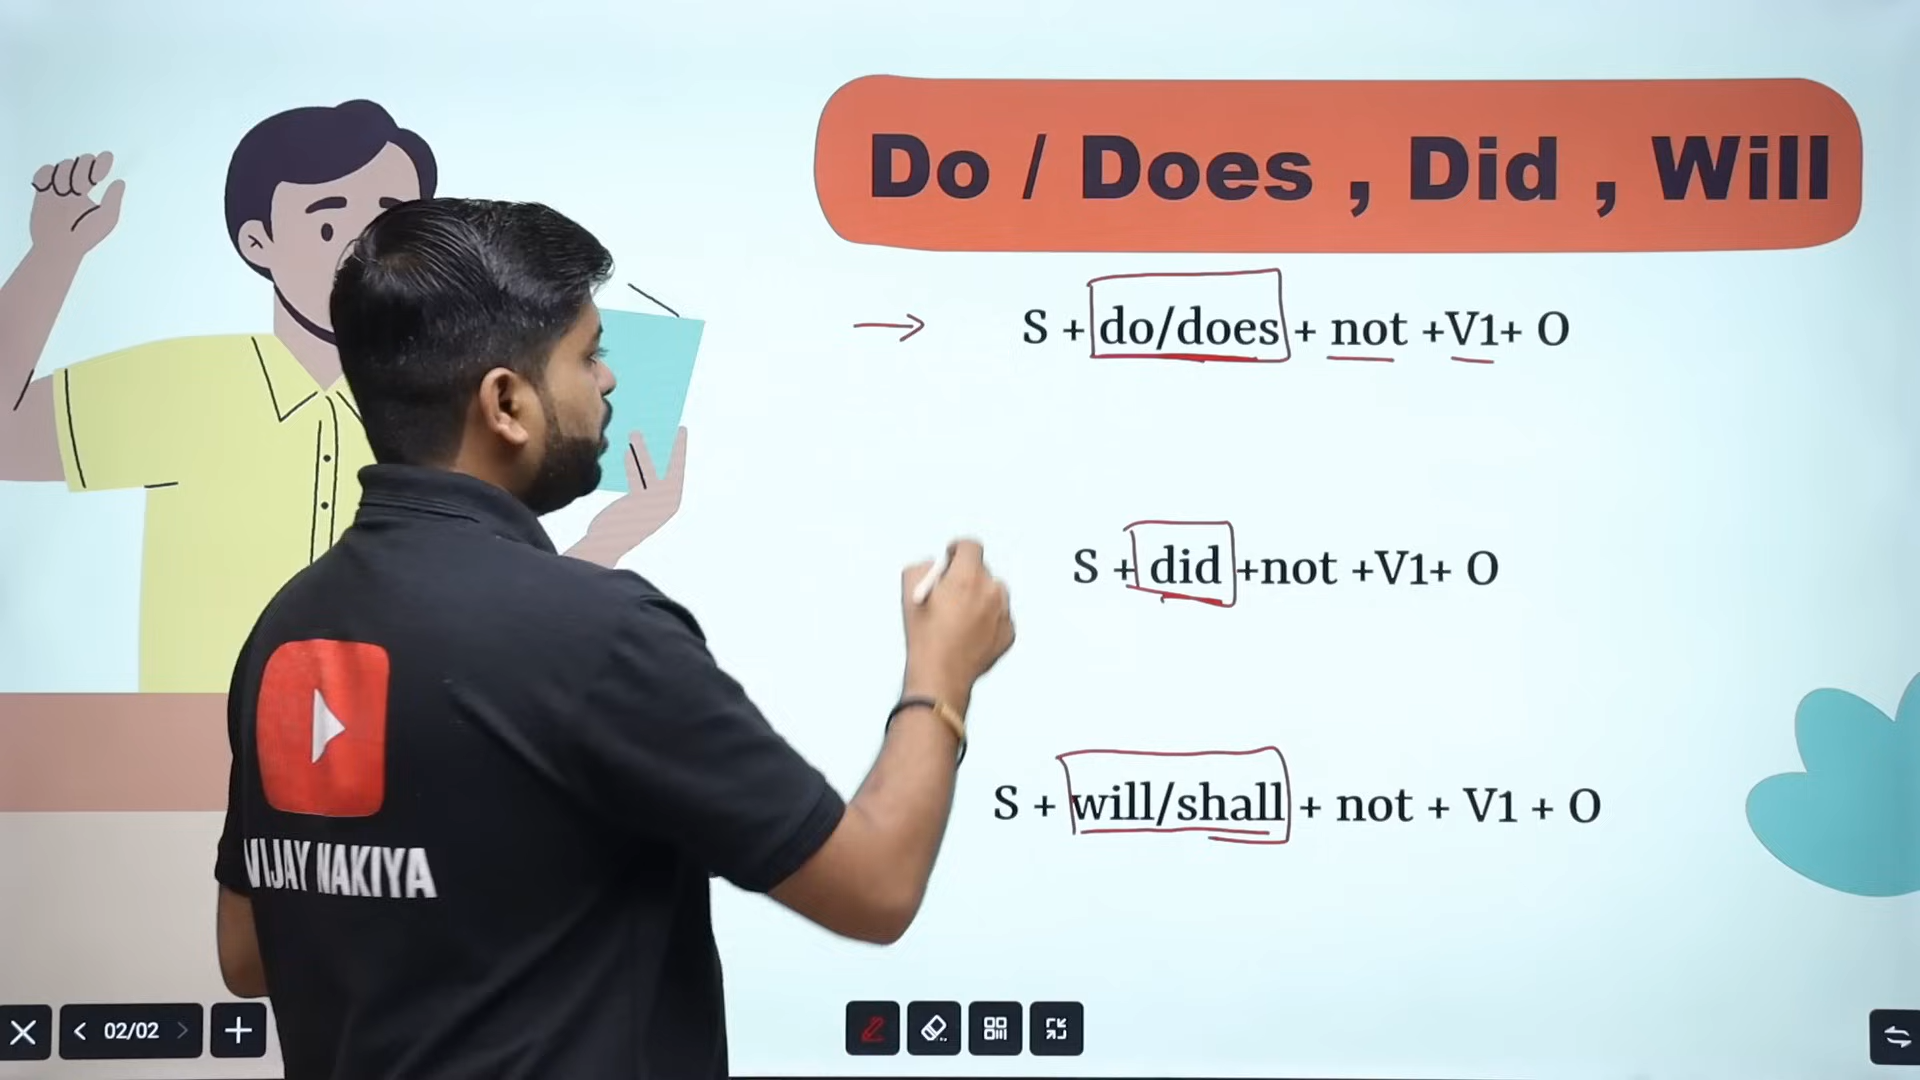 Do / Does , Did , Will
S + do/does + not +V1+ O
S + did +not +V1+ O
S + will/shall + not + V1 + O
VIJAY NAKIYA
02/02